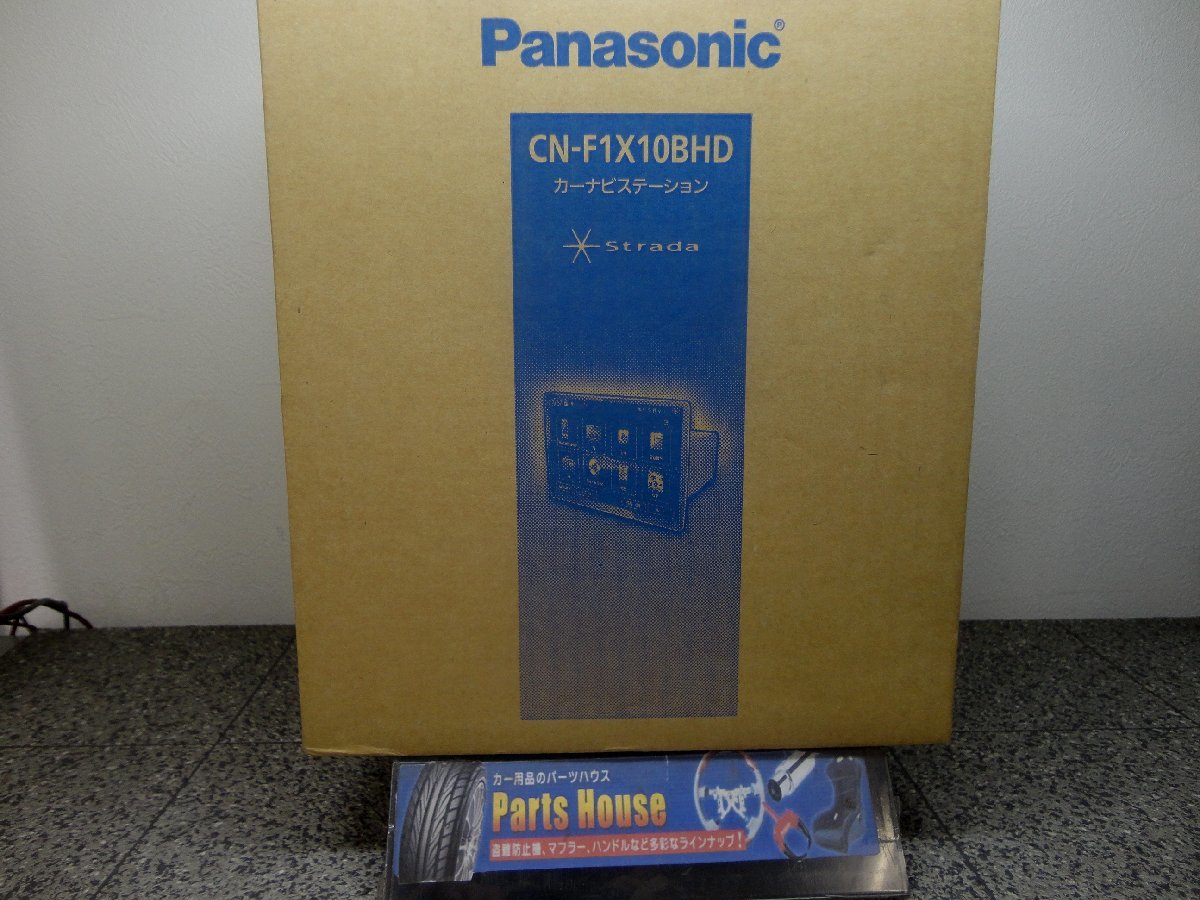 Panasonic®
CN-F1X10BHD
カーナビステーション
Strada
カー用品のパーツハウス
Parts House
盗難防止機、マフラー、ハンドルなど多彩なラインナップ!